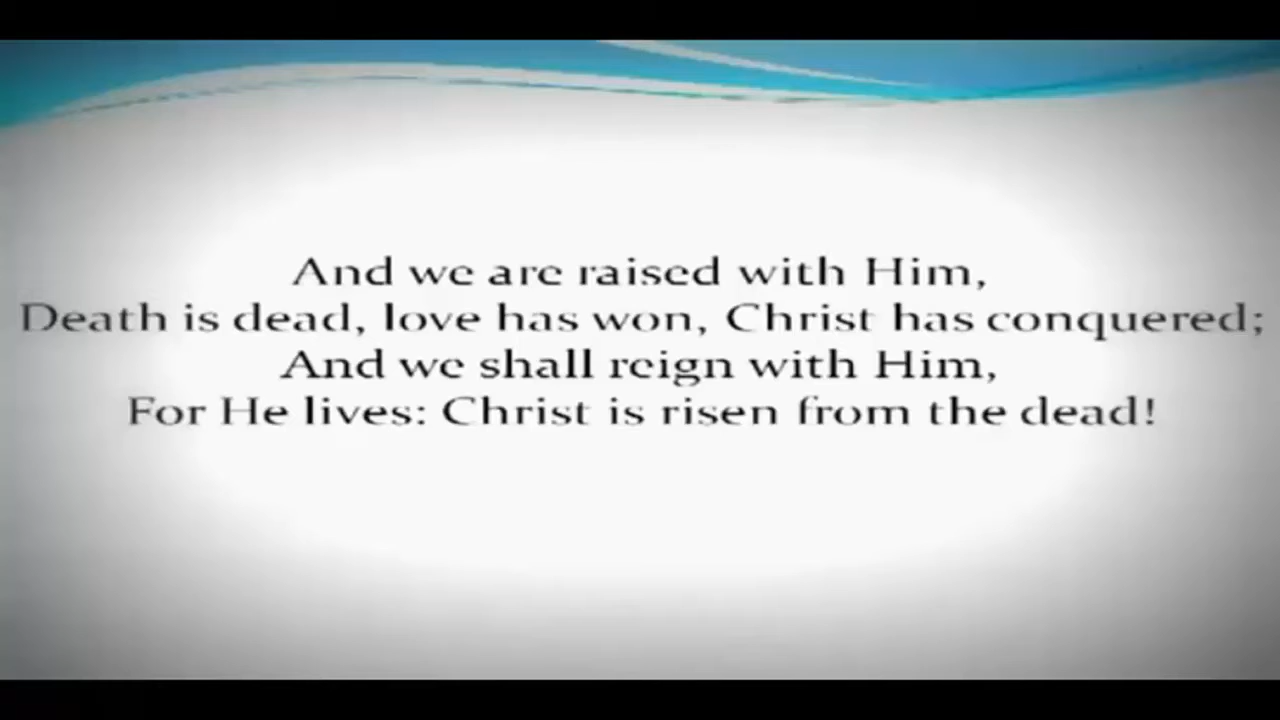 And we are raised with Him,
Death is dead, love has won, Christ has conquered;
And we shall reign with Him,
For He lives: Christ is risen from the dead!